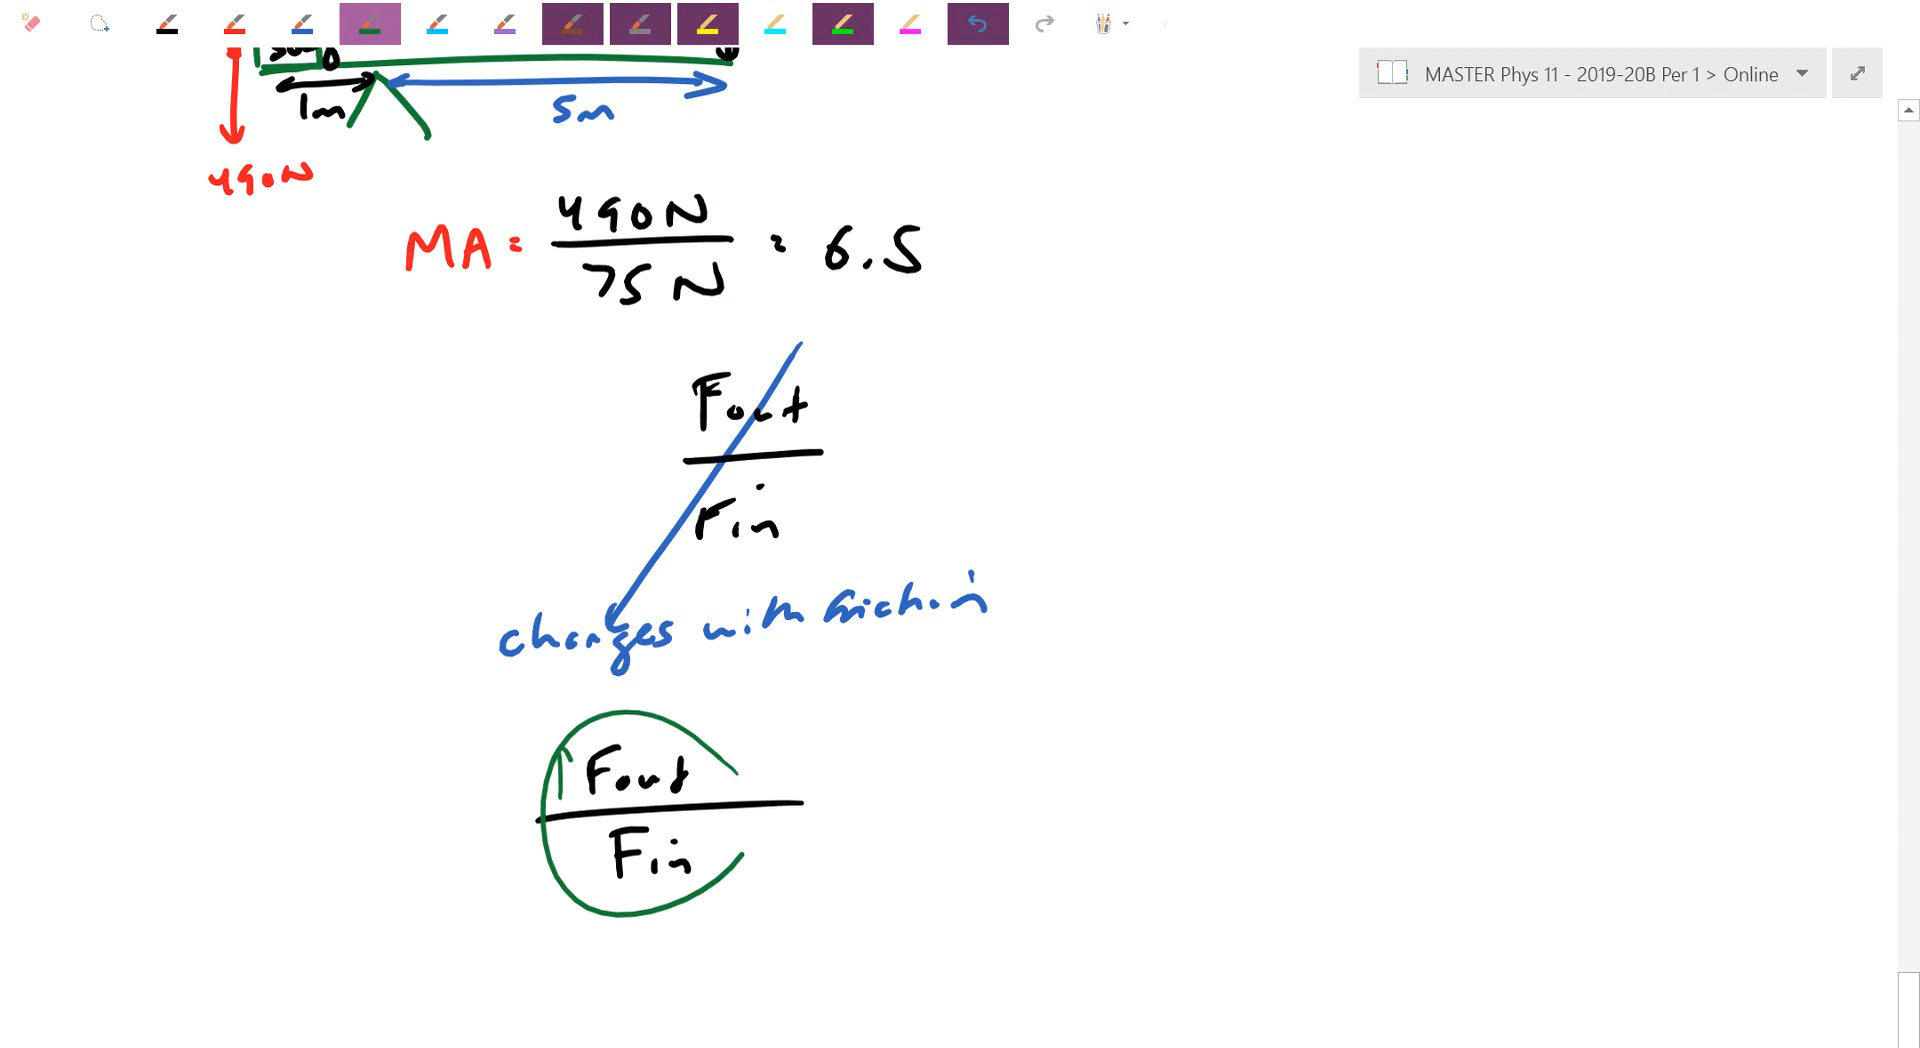 MASTER Phys 11 - 2019-20B Per 1 > Online
1m
5m
490N
MA = 490N / 75N = 6.5
Fout
Fin
changes with friction
Fout
Fin